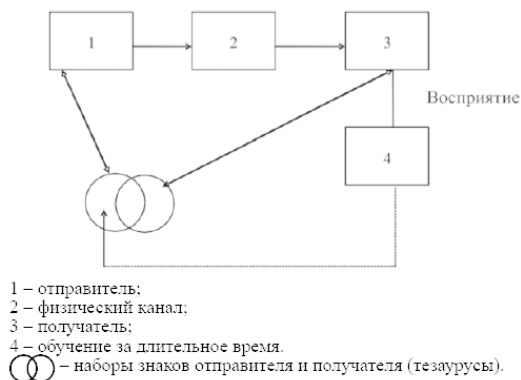 1 2 3
Восприятие
4
1 – отправитель;
2 – физический канал;
3 – получатель;
4 – обучение за длительное время.
– наборы знаков отправителя и получателя (тезаурусы).